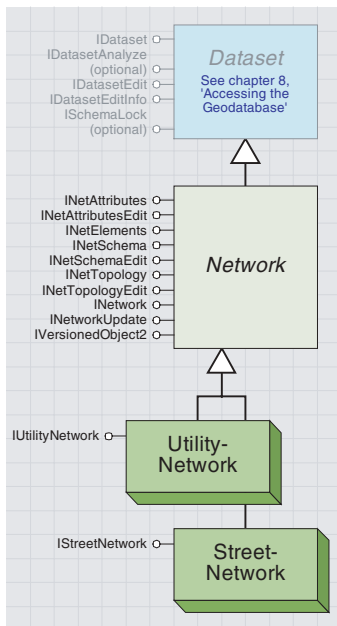 IDataset
IDatasetAnalyze
(optional)
IDatasetEdit
IDatasetEditInfo
ISchemaLock
(optional)
Dataset
See chapter 8,
'Accessing the
Geodatabase'
INetAttributes
INetAttributesEdit
INetElements
INetSchema
INetSchemaEdit
INetTopology
INetTopologyEdit
INetwork
INetworkUpdate
IVersionedObject2
Network
IUtilityNetwork
Utility-
Network
IStreetNetwork
Street-
Network